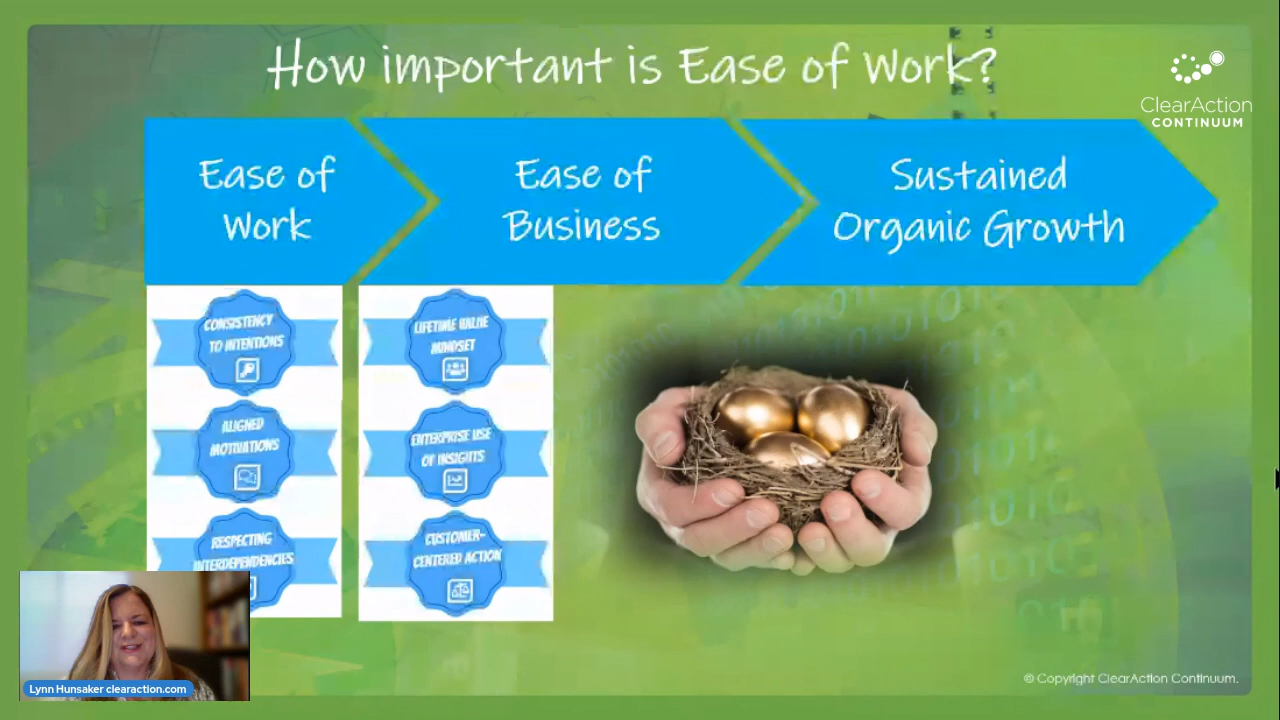 How important is Ease of Work?
ClearAction
CONTINUUM
Ease of
Work
Ease of
Business
Sustained
Organic Growth
CONSISTENCY
TO INTENTIONS
ALIGNED
MOTIVATIONS
RESPECTING
INTERDEPENDENCIES
LIFETIME VALUE
MINDSET
ENTERPRISE USE
OF INSIGHTS
CUSTOMER-
CENTERED ACTION
Lynn Hunsaker clearaction.com
© Copyright ClearAction Continuum.